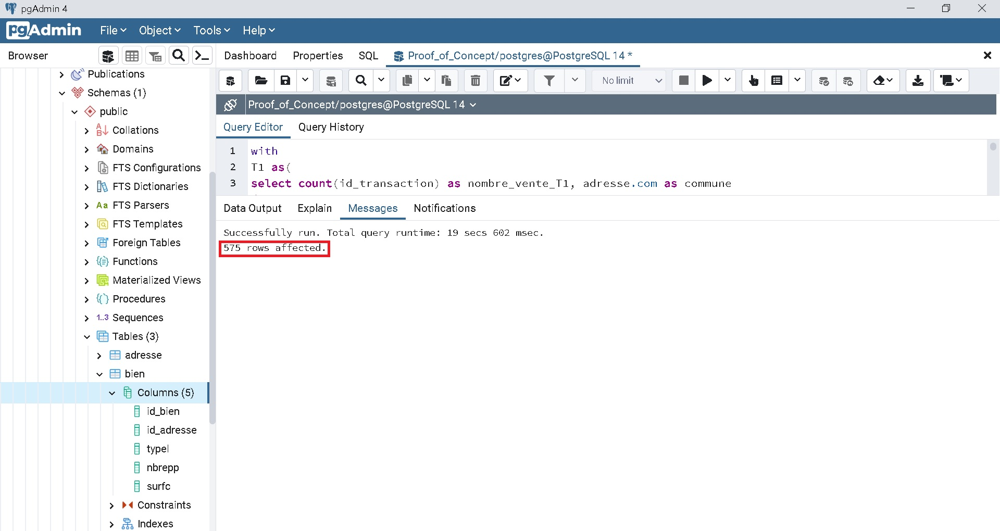 pgAdmin 4
pgAdmin File Object Tools Help
Browser
Dashboard Properties SQL Proof_of_Concept/postgres@PostgreSQL 14 *
No limit
Proof_of_Concept/postgres@PostgreSQL 14
Query Editor Query History
1 with
2 T1 as(
3 select count(id_transaction) as nombre_vente_T1, adresse.com as commune
Data Output Explain Messages Notifications
Successfully run. Total query runtime: 19 secs 602 msec.
575 rows affected.
Publications
Schemas (1)
public
Collations
Domains
FTS Configurations
FTS Dictionaries
Aa FTS Parsers
FTS Templates
Foreign Tables
Functions
Materialized Views
Procedures
1..3 Sequences
Tables (3)
adresse
bien
Columns (5)
id_bien
id_adresse
typel
nbrepp
surfc
Constraints
Indexes